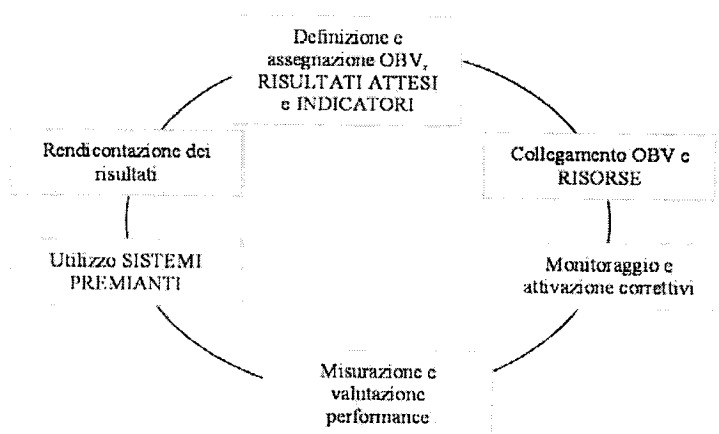 Definizione e
assegnazione OBV,
RISULTATI ATTESI
e INDICATORI
Collegamento OBV e
RISORSE
Monitoraggio e
attivazione correttivi
Misurazione e
valutazione
performance
Utilizzo SISTEMI
PREMIANTI
Rendicontazione dei
risultati